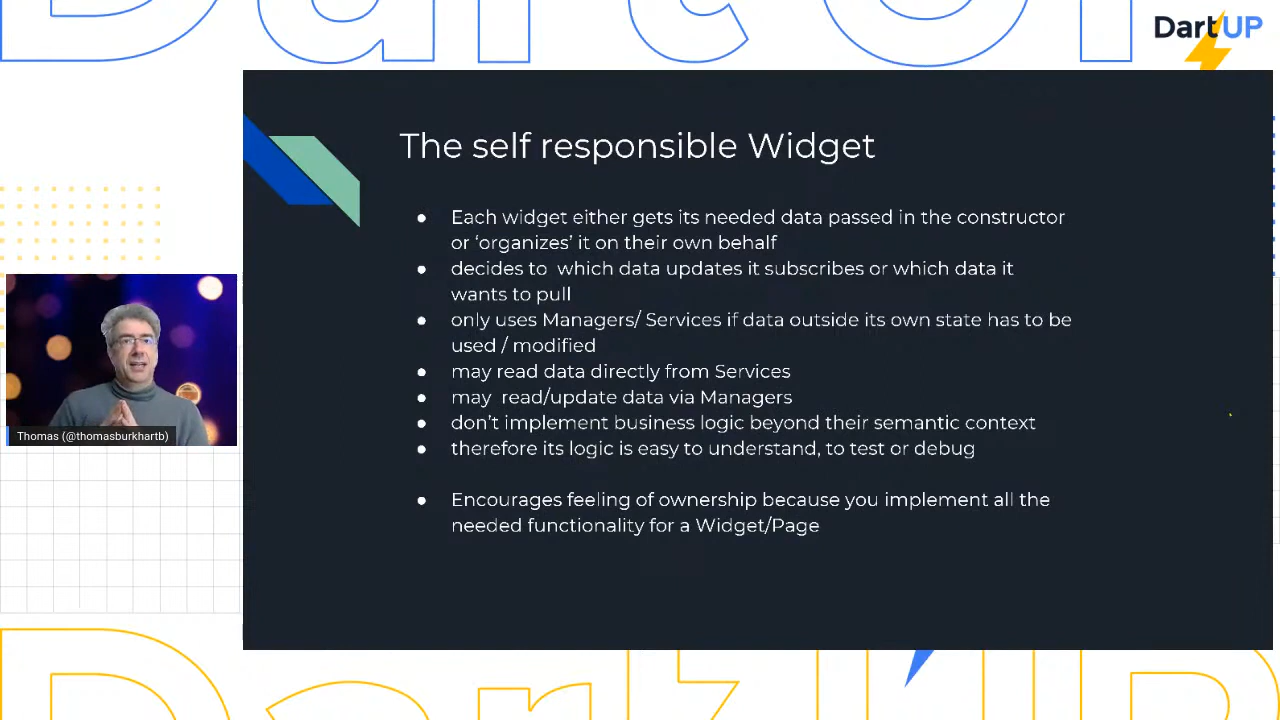 DartUP
The self responsible Widget
● Each widget either gets its needed data passed in the constructor
or ‘organizes’ it on their own behalf
● decides to which data updates it subscribes or which data it
wants to pull
● only uses Managers/ Services if data outside its own state has to be
used / modified
● may read data directly from Services
● may read/update data via Managers
● don’t implement business logic beyond their semantic context
● therefore its logic is easy to understand, to test or debug
● Encourages feeling of ownership because you implement all the
needed functionality for a Widget/Page
Thomas (@thomasburkhartb)